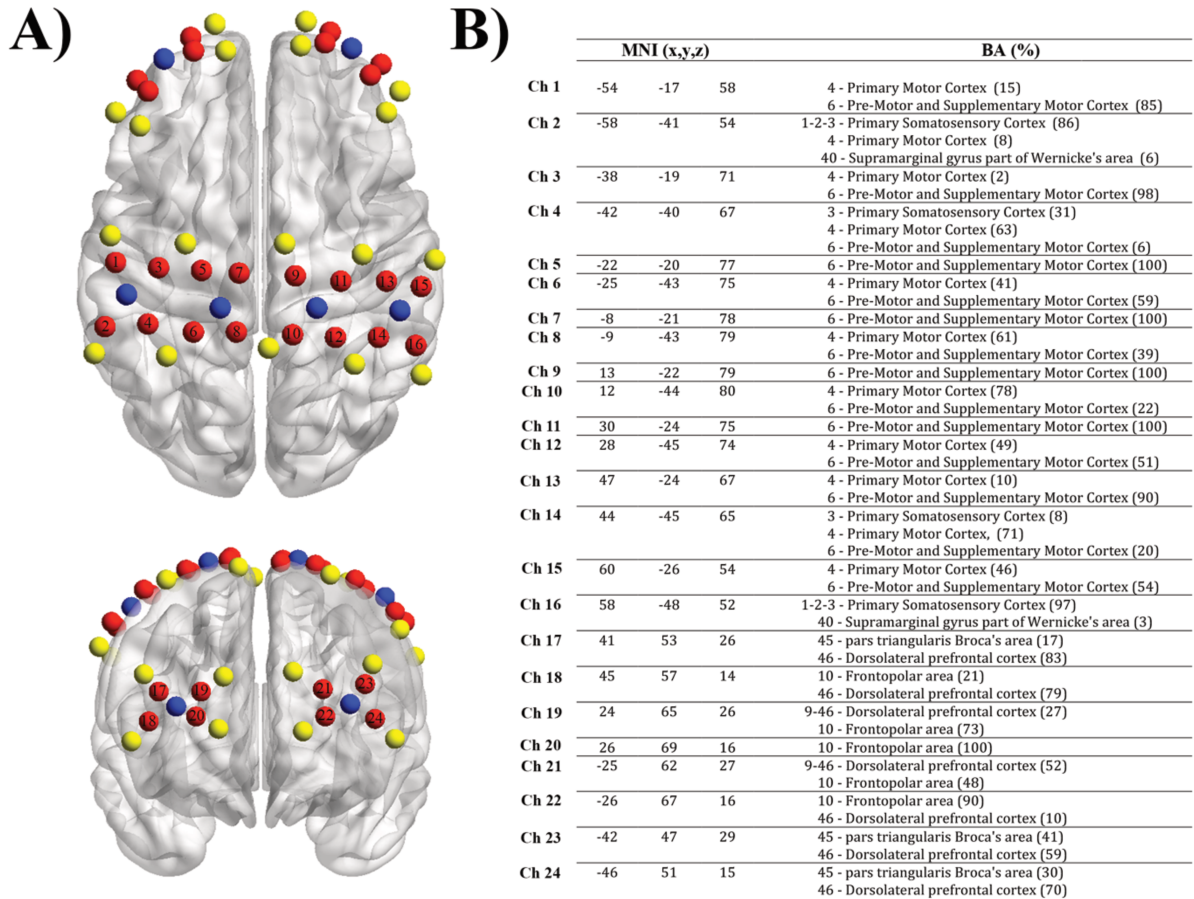 A)
1
3
5
7
9
11
13
15
2
4
6
8
10
12
14
16
17
19
21
23
18
20
22
24
B)
MNI (x,y,z) BA (%)
Ch 1 -54 -17 58 4 - Primary Motor Cortex (15)
6 - Pre-Motor and Supplementary Motor Cortex (85)
Ch 2 -58 -41 54 1-2-3 - Primary Somatosensory Cortex (86)
4 - Primary Motor Cortex (8)
40 - Supramarginal gyrus part of Wernicke's area (6)
Ch 3 -38 -19 71 4 - Primary Motor Cortex (2)
6 - Pre-Motor and Supplementary Motor Cortex (98)
Ch 4 -42 -40 67 3 - Primary Somatosensory Cortex (31)
4 - Primary Motor Cortex (63)
6 - Pre-Motor and Supplementary Motor Cortex (6)
Ch 5 -22 -20 77 6 - Pre-Motor and Supplementary Motor Cortex (100)
Ch 6 -25 -43 75 4 - Primary Motor Cortex (41)
6 - Pre-Motor and Supplementary Motor Cortex (59)
Ch 7 -8 -21 78 6 - Pre-Motor and Supplementary Motor Cortex (100)
Ch 8 -9 -43 79 4 - Primary Motor Cortex (61)
6 - Pre-Motor and Supplementary Motor Cortex (39)
Ch 9 13 -22 79 6 - Pre-Motor and Supplementary Motor Cortex (100)
Ch 10 12 -44 80 4 - Primary Motor Cortex (78)
6 - Pre-Motor and Supplementary Motor Cortex (22)
Ch 11 30 -24 75 6 - Pre-Motor and Supplementary Motor Cortex (100)
Ch 12 28 -45 74 4 - Primary Motor Cortex (49)
6 - Pre-Motor and Supplementary Motor Cortex (51)
Ch 13 47 -24 67 4 - Primary Motor Cortex (10)
6 - Pre-Motor and Supplementary Motor Cortex (90)
Ch 14 44 -45 65 3 - Primary Somatosensory Cortex (8)
4 - Primary Motor Cortex, (71)
6 - Pre-Motor and Supplementary Motor Cortex (20)
Ch 15 60 -26 54 4 - Primary Motor Cortex (46)
6 - Pre-Motor and Supplementary Motor Cortex (54)
Ch 16 58 -48 52 1-2-3 - Primary Somatosensory Cortex (97)
40 - Supramarginal gyrus part of Wernicke's area (3)
Ch 17 41 53 26 45 - pars triangularis Broca's area (17)
46 - Dorsolateral prefrontal cortex (83)
Ch 18 45 57 14 10 - Frontopolar area (21)
46 - Dorsolateral prefrontal cortex (79)
Ch 19 24 65 26 9-46 - Dorsolateral prefrontal cortex (27)
10 - Frontopolar area (73)
Ch 20 26 69 16 10 - Frontopolar area (100)
Ch 21 -25 62 27 9-46 - Dorsolateral prefrontal cortex (52)
10 - Frontopolar area (48)
Ch 22 -26 67 16 10 - Frontopolar area (90)
46 - Dorsolateral prefrontal cortex (10)
Ch 23 -42 47 29 45 - pars triangularis Broca's area (41)
46 - Dorsolateral prefrontal cortex (59)
Ch 24 -46 51 15 45 - pars triangularis Broca's area (30)
46 - Dorsolateral prefrontal cortex (70)